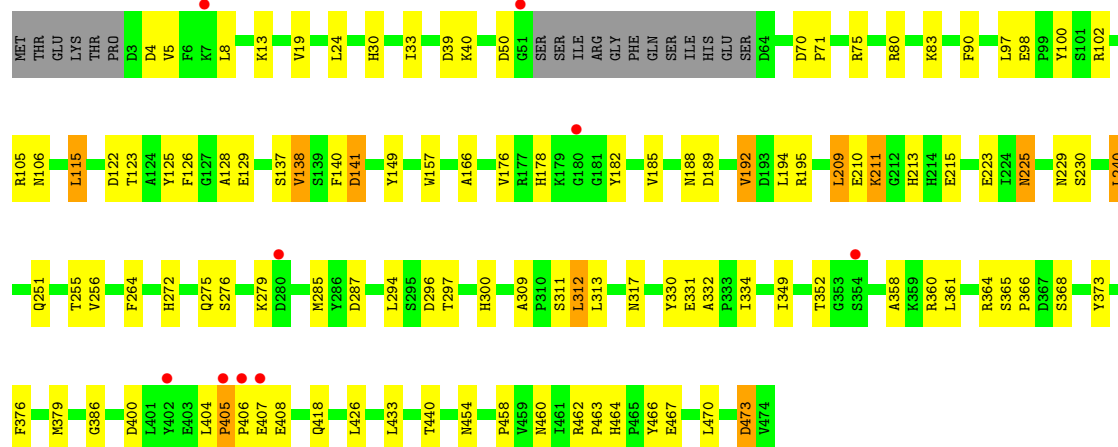 MET THR GLU LYS THR PRO D3 D4 V5 F6 K7 L8 K13 V19 L24 H30 I33 D39 K40 D50 G51 SER SER ILE ARG GLY PHE GLN SER ILE HIS GLU SER D64 D70 P71 R75 R80 K83 F90 L97 E98 P99 Y100 S101 R102
R105 N106 L115 D122 T123 A124 Y125 F126 G127 A128 E129 S137 V138 S139 F140 D141 Y149 W157 A166 V176 R177 H178 K179 G180 G181 Y182 V185 N188 D189 V192 D193 L194 R195 L209 E210 K211 G212 H213 H214 E215 E223 I224 N225 N229 S230 L240
Q251 T255 V256 F264 H272 Q275 S276 K279 D280 M285 Y286 D287 L294 S295 D296 T297 H300 A309 P310 S311 L312 L313 N317 Y330 E331 A332 P333 I334 I349 T352 G353 S354 A358 K359 R360 L361 R364 S365 P366 D367 S368 Y373
F376 M379 G386 D400 L401 Y402 E403 L404 P405 P406 E407 E408 Q418 L426 L433 T440 N454 P458 V459 N460 I461 R462 P463 H464 P465 Y466 E467 L470 D473 V474